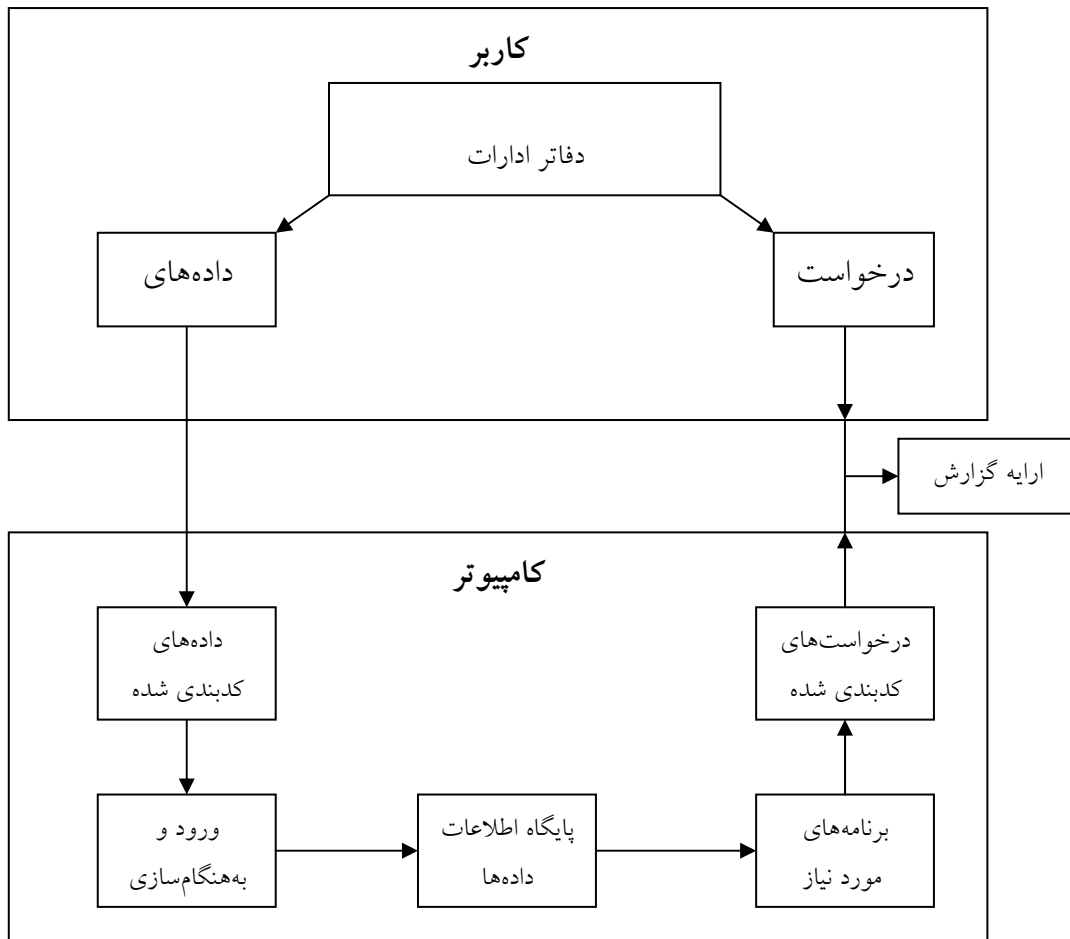 کاربر
دفاتر ادارات
درخواست
داده‌های
ارایه گزارش
کامپیوتر
درخواست‌های
کدبندی شده
داده‌های
کدبندی شده
برنامه‌های
مورد نیاز
پایگاه اطلاعات
داده‌ها
ورود و
به‌هنگام‌سازی